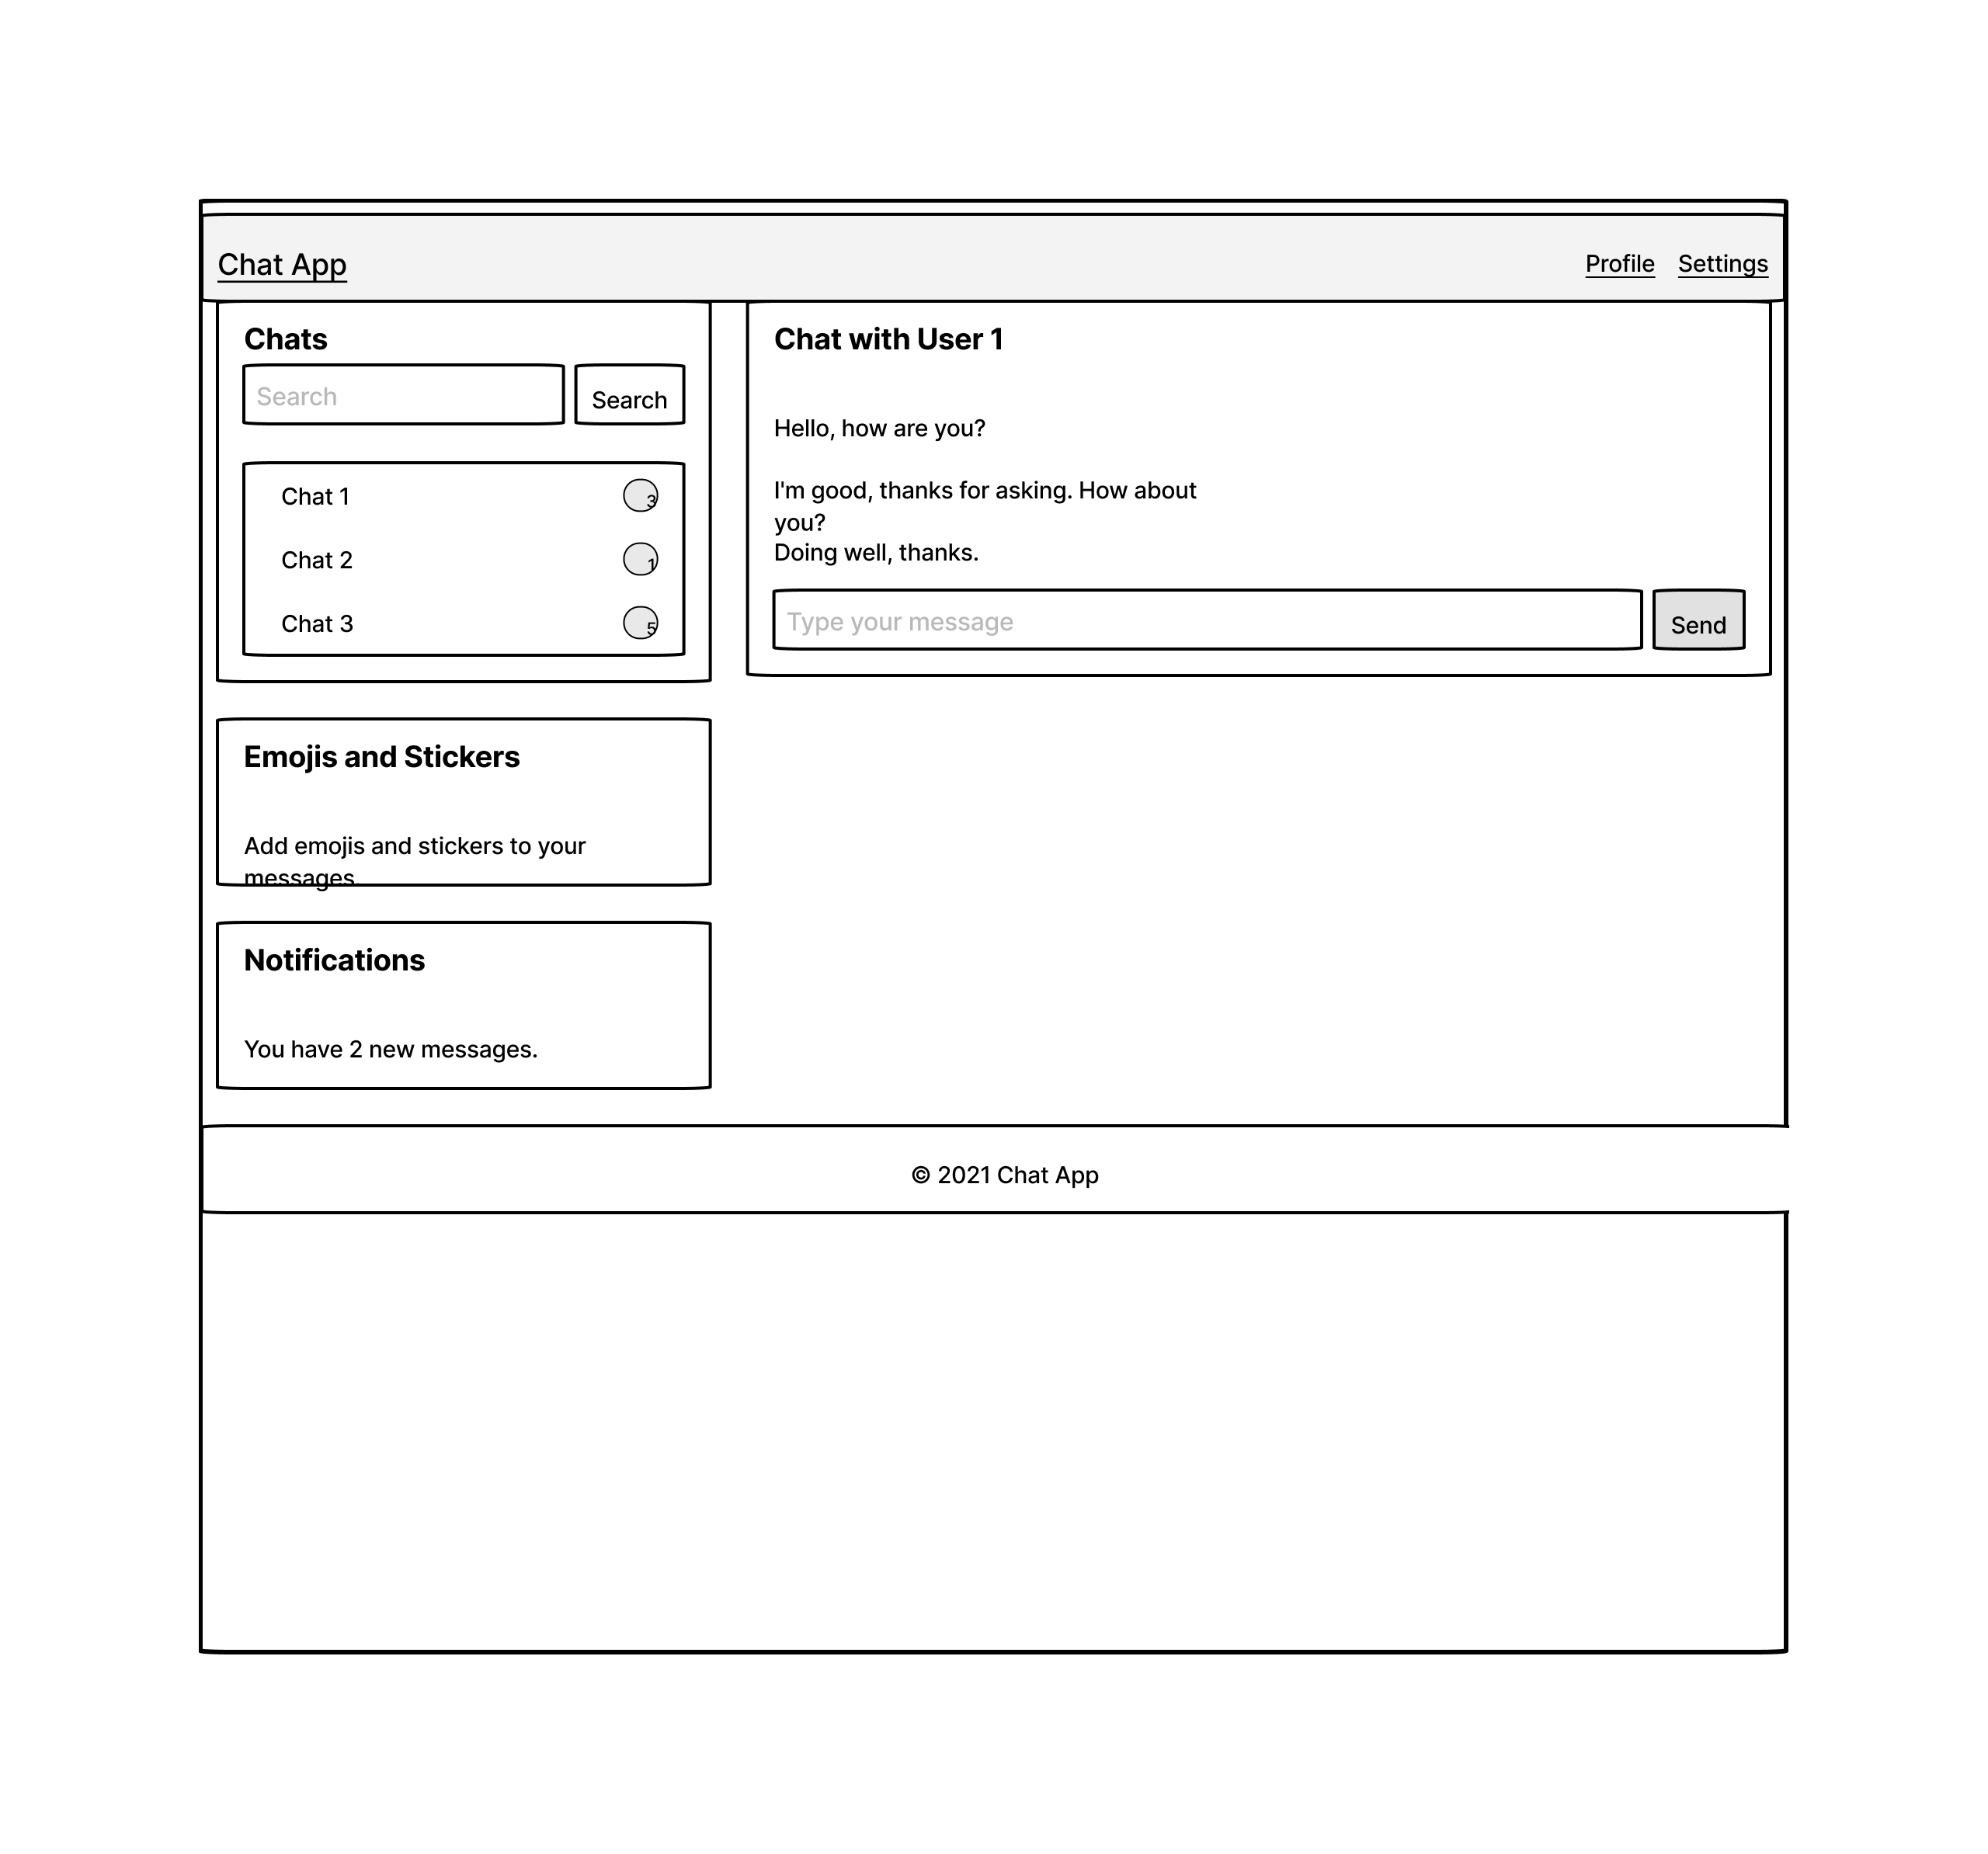 Chat App
Profile Settings
Chats
Search
Search
Chat 1
3
Chat 2
1
Chat 3
5
Chat with User 1
Hello, how are you?
I'm good, thanks for asking. How about
you?
Doing well, thanks.
Type your message
Send
Emojis and Stickers
Add emojis and stickers to your
messages.
Notifications
You have 2 new messages.
© 2021 Chat App